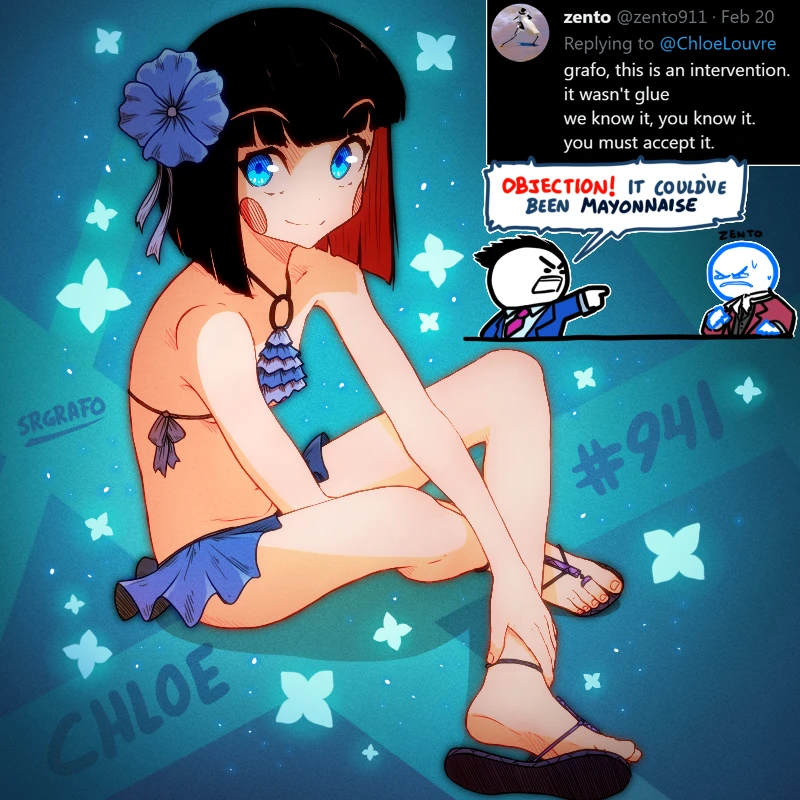 zento @zento911 · Feb 20
Replying to @ChloeLouvre
grafo, this is an intervention.
it wasn't glue
we know it, you know it.
you must accept it.
OBJECTION! IT COULD'VE
BEEN MAYONNAISE
ZENTO
SRGRAFO
#941
CHLOE